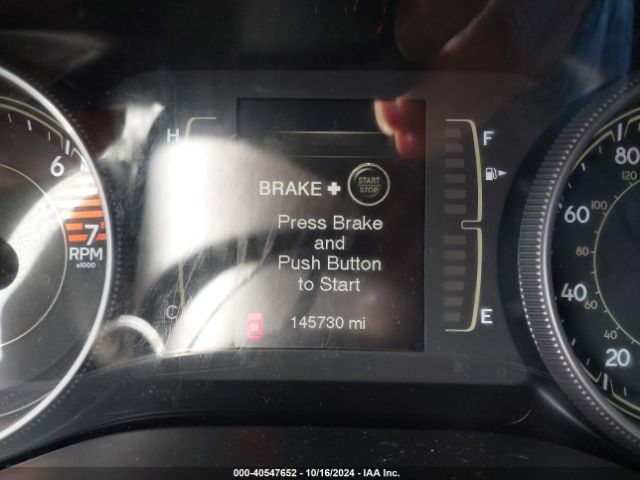 BRAKE
H
F
BRAKE + START STOP
Press Brake
and
Push Button
to Start
C
E
145730 mi
6
7
RPM
x1000
80
120
60
100
80
40
60
40
20
000-40547652 - 10/16/2024 - IAA Inc.